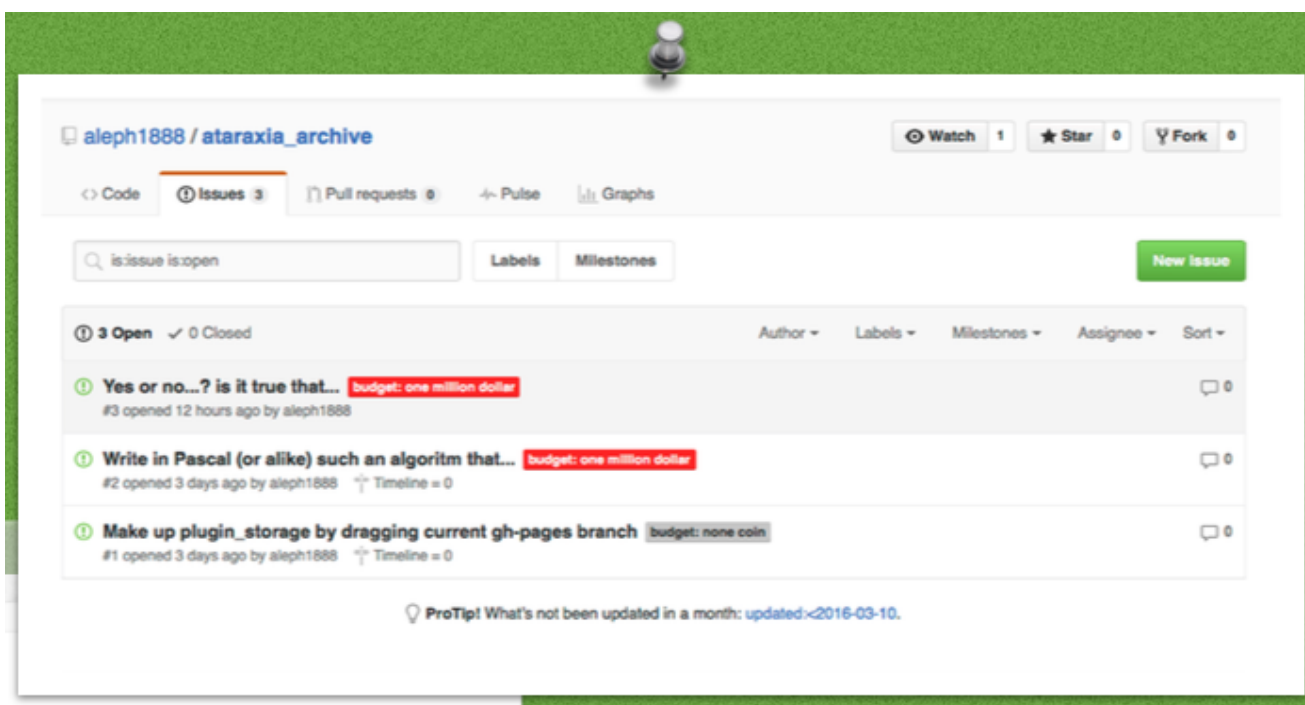 aleph1888 / ataraxia_archive
Watch 1 Star 0 Fork 0
Code Issues 3 Pull requests 0 Pulse Graphs
is:issue is:open Labels Milestones New issue
3 Open 0 Closed Author Labels Milestones Assignee Sort
Yes or no...? is it true that... budget: one million dollar 0
#3 opened 12 hours ago by aleph1888
Write in Pascal (or alike) such an algoritm that... budget: one million dollar 0
#2 opened 3 days ago by aleph1888 Timeline = 0
Make up plugin_storage by dragging current gh-pages branch budget: none coin 0
#1 opened 3 days ago by aleph1888 Timeline = 0
ProTip! What's not been updated in a month: updated:<2016-03-10.